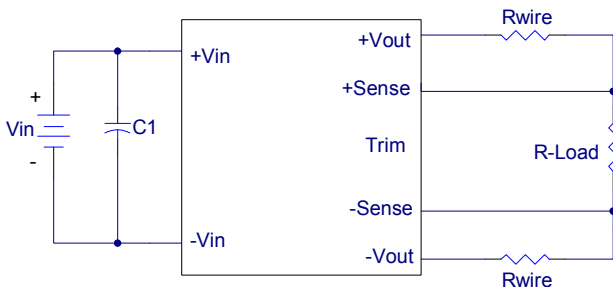 Rwire
+Vout
+Vin
+Sense
+
Vin
C1
Trim
R-Load
-
-Sense
-Vin
-Vout
Rwire